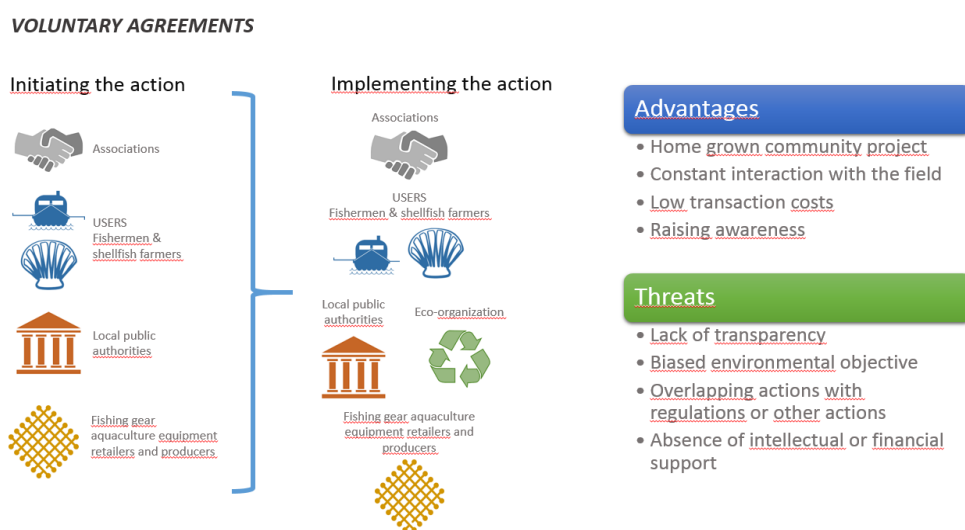 VOLUNTARY AGREEMENTS
Initiating the action
Associations
USERS
Fishermen &
shellfish farmers
Local public
authorities
Fishing gear
aquaculture equipment
retailers and producers
Implementing the action
Associations
USERS
Fishermen & shellfish farmers
Local public
authorities
Eco-organization
Fishing gear aquaculture
equipment retailers and
producers
Advantages
• Home grown community project
• Constant interaction with the field
• Low transaction costs
• Raising awareness
Threats
• Lack of transparency
• Biased environmental objective
• Overlapping actions with
regulations or other actions
• Absence of intellectual or financial
support